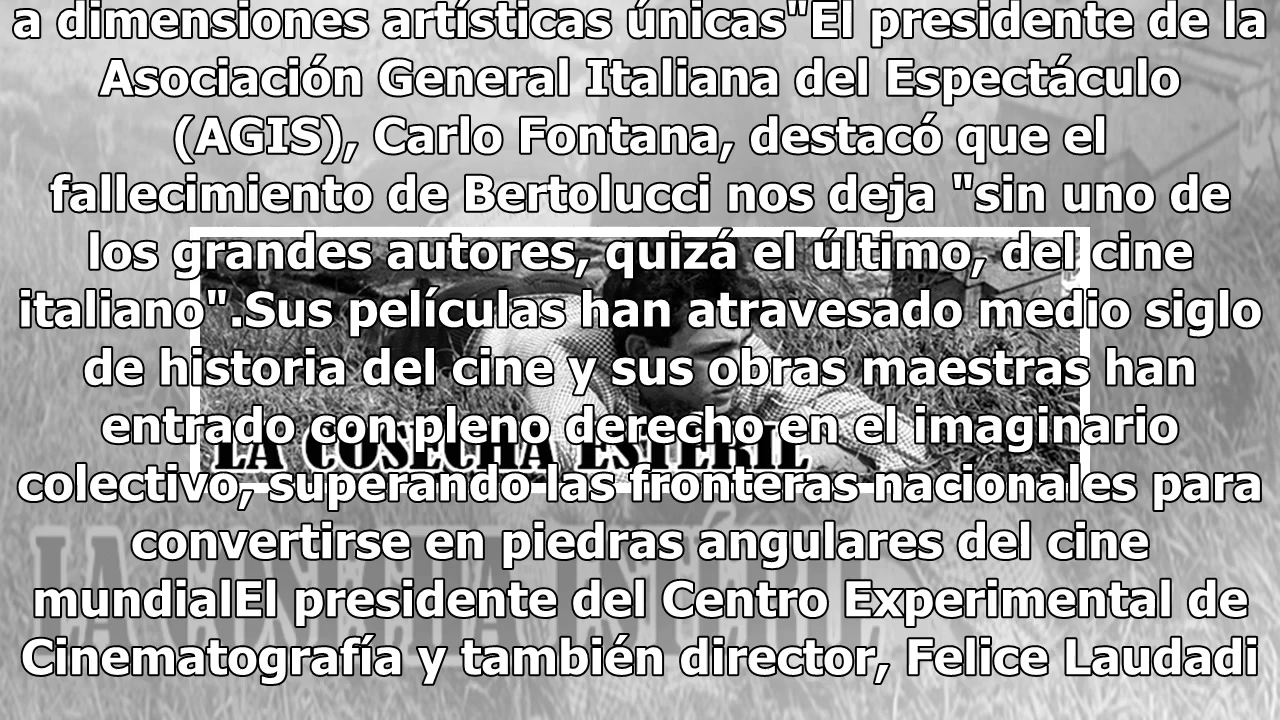 a dimensiones artísticas únicas"El presidente de la
Asociación General Italiana del Espectáculo
(AGIS), Carlo Fontana, destacó que el
fallecimiento de Bertolucci nos deja "sin uno de
los grandes autores, quizá el último, del cine
italiano".Sus películas han atravesado medio siglo
de historia del cine y sus obras maestras han
entrado con pleno derecho en el imaginario
colectivo, superando las fronteras nacionales para
convertirse en piedras angulares del cine
mundialEl presidente del Centro Experimental de
Cinematografía y también director, Felice Laudadi
LA COSECHA ESTÉRIL
LA COSECHA ESTÉRIL